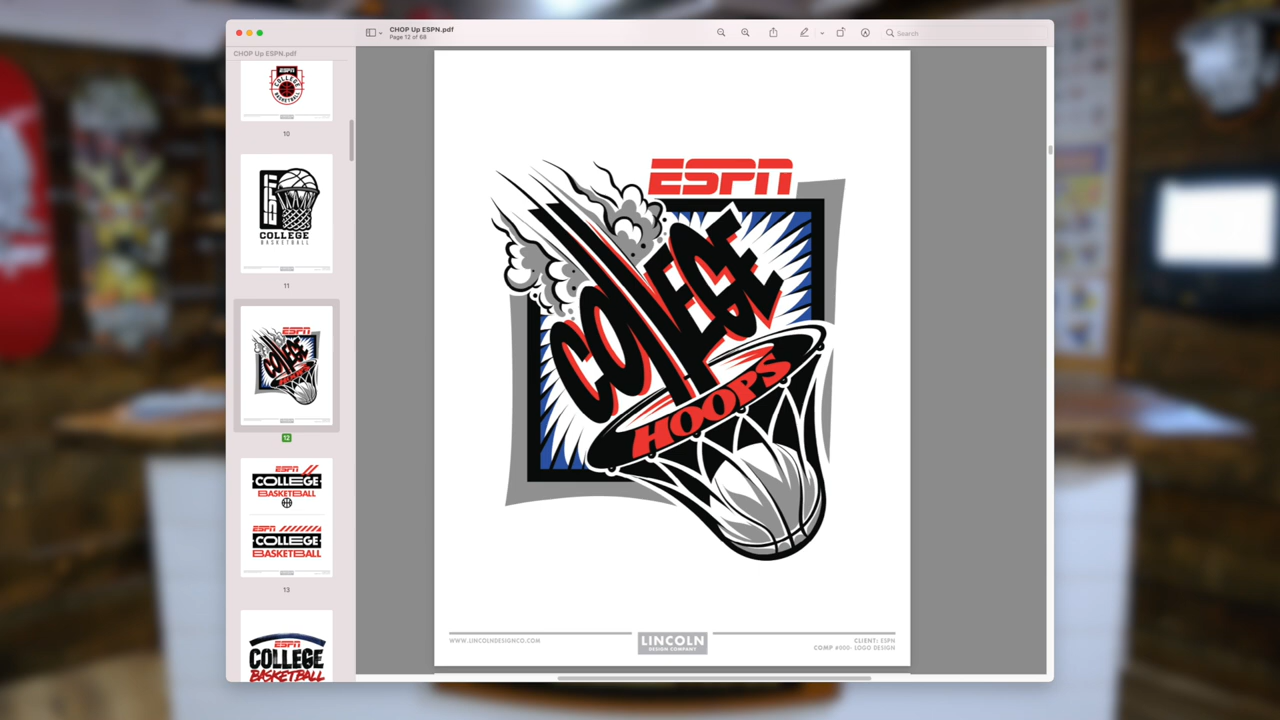 CHOP Up ESPN.pdf
Page 12 of 68
Search
CHOP Up ESPN.pdf
ESPN
COLLEGE
BASKETBALL
10
ESPN
COLLEGE
BASKETBALL
11
ESPN
COLLEGE
HOOPS
12
ESPN
COLLEGE
BASKETBALL
ESPN
COLLEGE
BASKETBALL
13
ESPN
COLLEGE
BASKETBALL
ESPN
COLLEGE
HOOPS
WWW.LINCOLNDESIGNCO.COM
LINCOLN
DESIGN COMPANY
CLIENT: ESPN
COMP #000- LOGO DESIGN